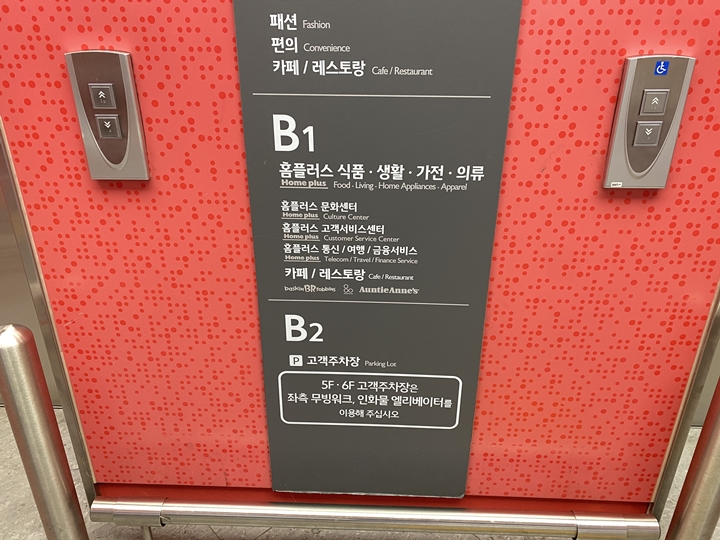 패션 Fashion
편의 Convenience
카페 / 레스토랑 Cafe / Restaurant
B1
홈플러스 식품 · 생활 · 가전 · 의류
Home plus Food · Living · Home Appliances · Apparel
홈플러스 문화센터
Home plus Culture Center
홈플러스 고객서비스센터
Home plus Customer Service Center
홈플러스 통신 / 여행 / 금융서비스
Home plus Telecom / Travel / Finance Service
카페 / 레스토랑 Cafe / Restaurant
baskin BR robbins & AuntieAnne's
B2
P 고객주차장 Parking Lot
5F · 6F 고객주차장은
좌측 무빙워크, 인화물 엘리베이터를
이용해 주십시오